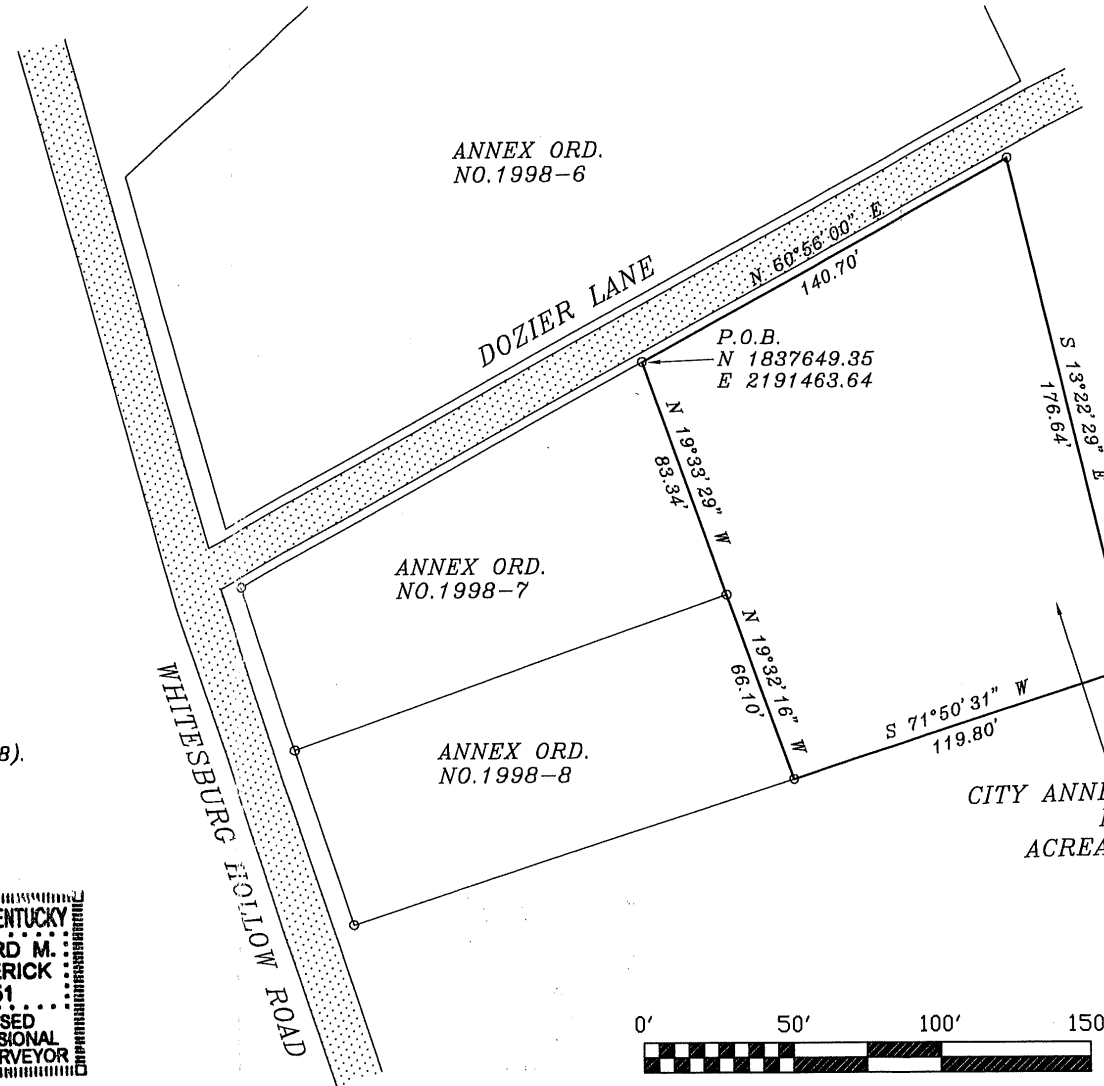 ANNEX ORD.
NO.1998-6
DOZIER LANE
N 60°56'00" E
140.70'
P.O.B.
N 1837649.35
E 2191463.64
S 13°22'29" E
176.64'
N 19°33'29" W
83.34'
ANNEX ORD.
NO.1998-7
N 19°32'16" W
66.10'
S 71°50'31" W
119.80'
ANNEX ORD.
NO.1998-8
WHITESBURG HOLLOW ROAD
8).
CITY ANNE
ACREA
ENTUCKY
RD M.
ERICK
51
SED
SIONAL
RVEYOR
0' 50' 100' 150